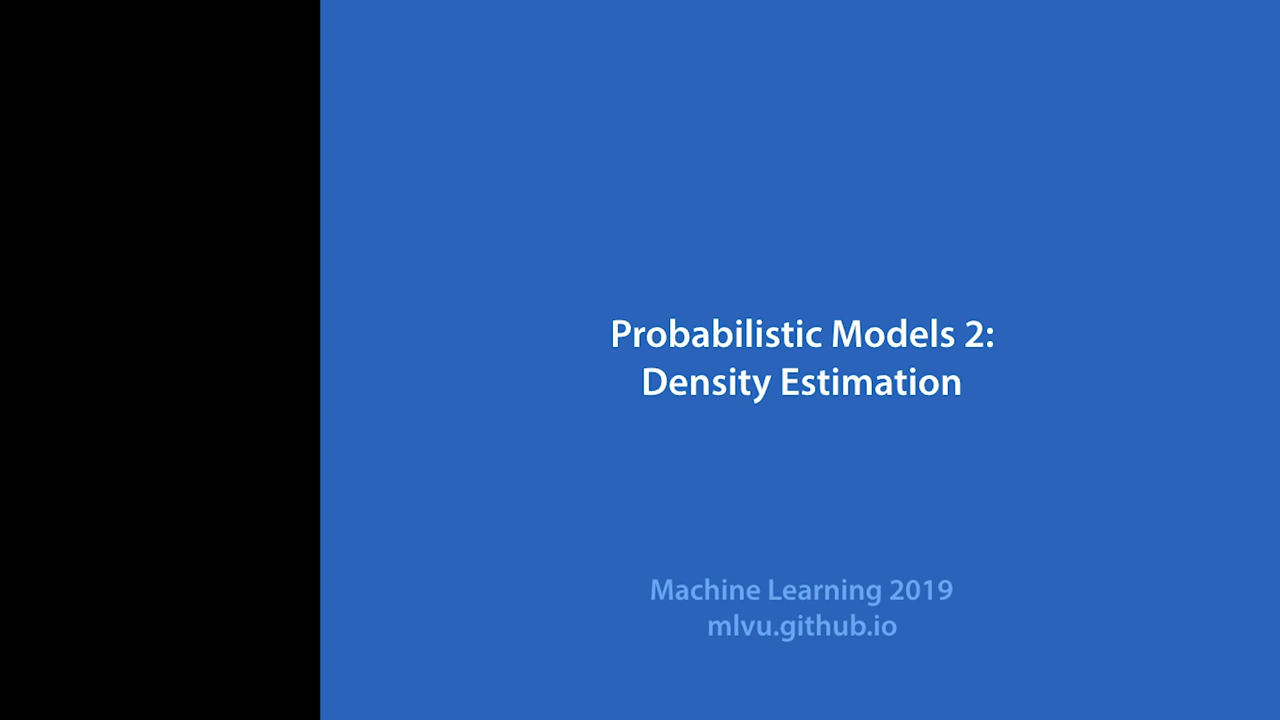 Probabilistic Models 2:
Density Estimation
Machine Learning 2019
mlvu.github.io